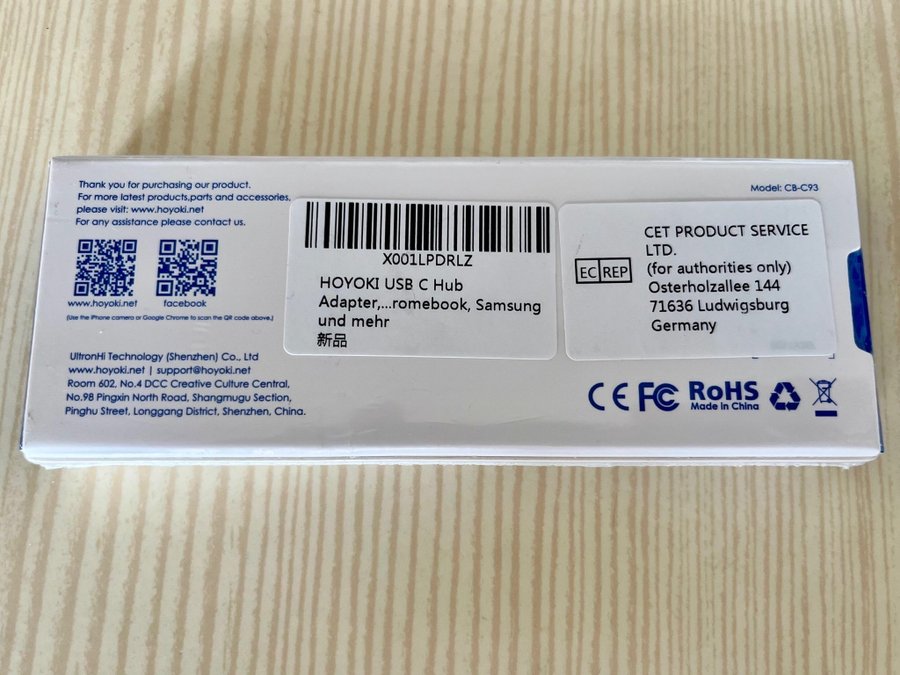 Thank you for purchasing our product.
For more latest products,parts and accessories,
please visit: www.hoyoki.net
For any assistance please contact us.
www.hoyoki.net
facebook
(Use the iPhone camera or Google Chrome to scan the QR code above.)
UltronHi Technology (Shenzhen) Co., Ltd
www.hoyoki.net | support@hoyoki.net
Room 602, No.4 DCC Creative Culture Central,
No.98 Pingxin North Road, Shangmugu Section,
Pinghu Street, Longgang District, Shenzhen, China.
X001LPDRLZ
HOYOKI USB C Hub
Adapter,...romebook, Samsung
und mehr
新品
Model: CB-C93
EC REP
CET PRODUCT SERVICE
LTD.
(for authorities only)
Osterholzallee 144
71636 Ludwigsburg
Germany
CE FC RoHS
Made in China